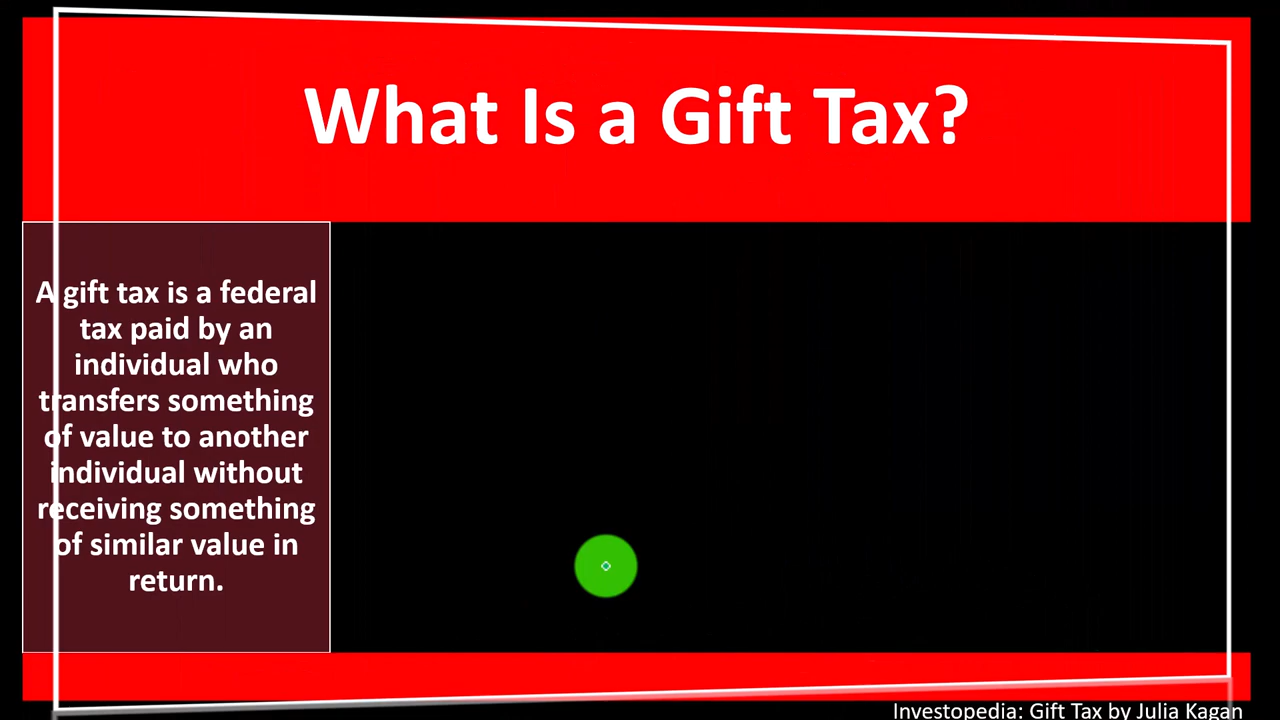 What Is a Gift Tax?
A gift tax is a federal
tax paid by an
individual who
transfers something
of value to another
individual without
receiving something
of similar value in
return.
Investopedia: Gift Tax by Julia Kagan